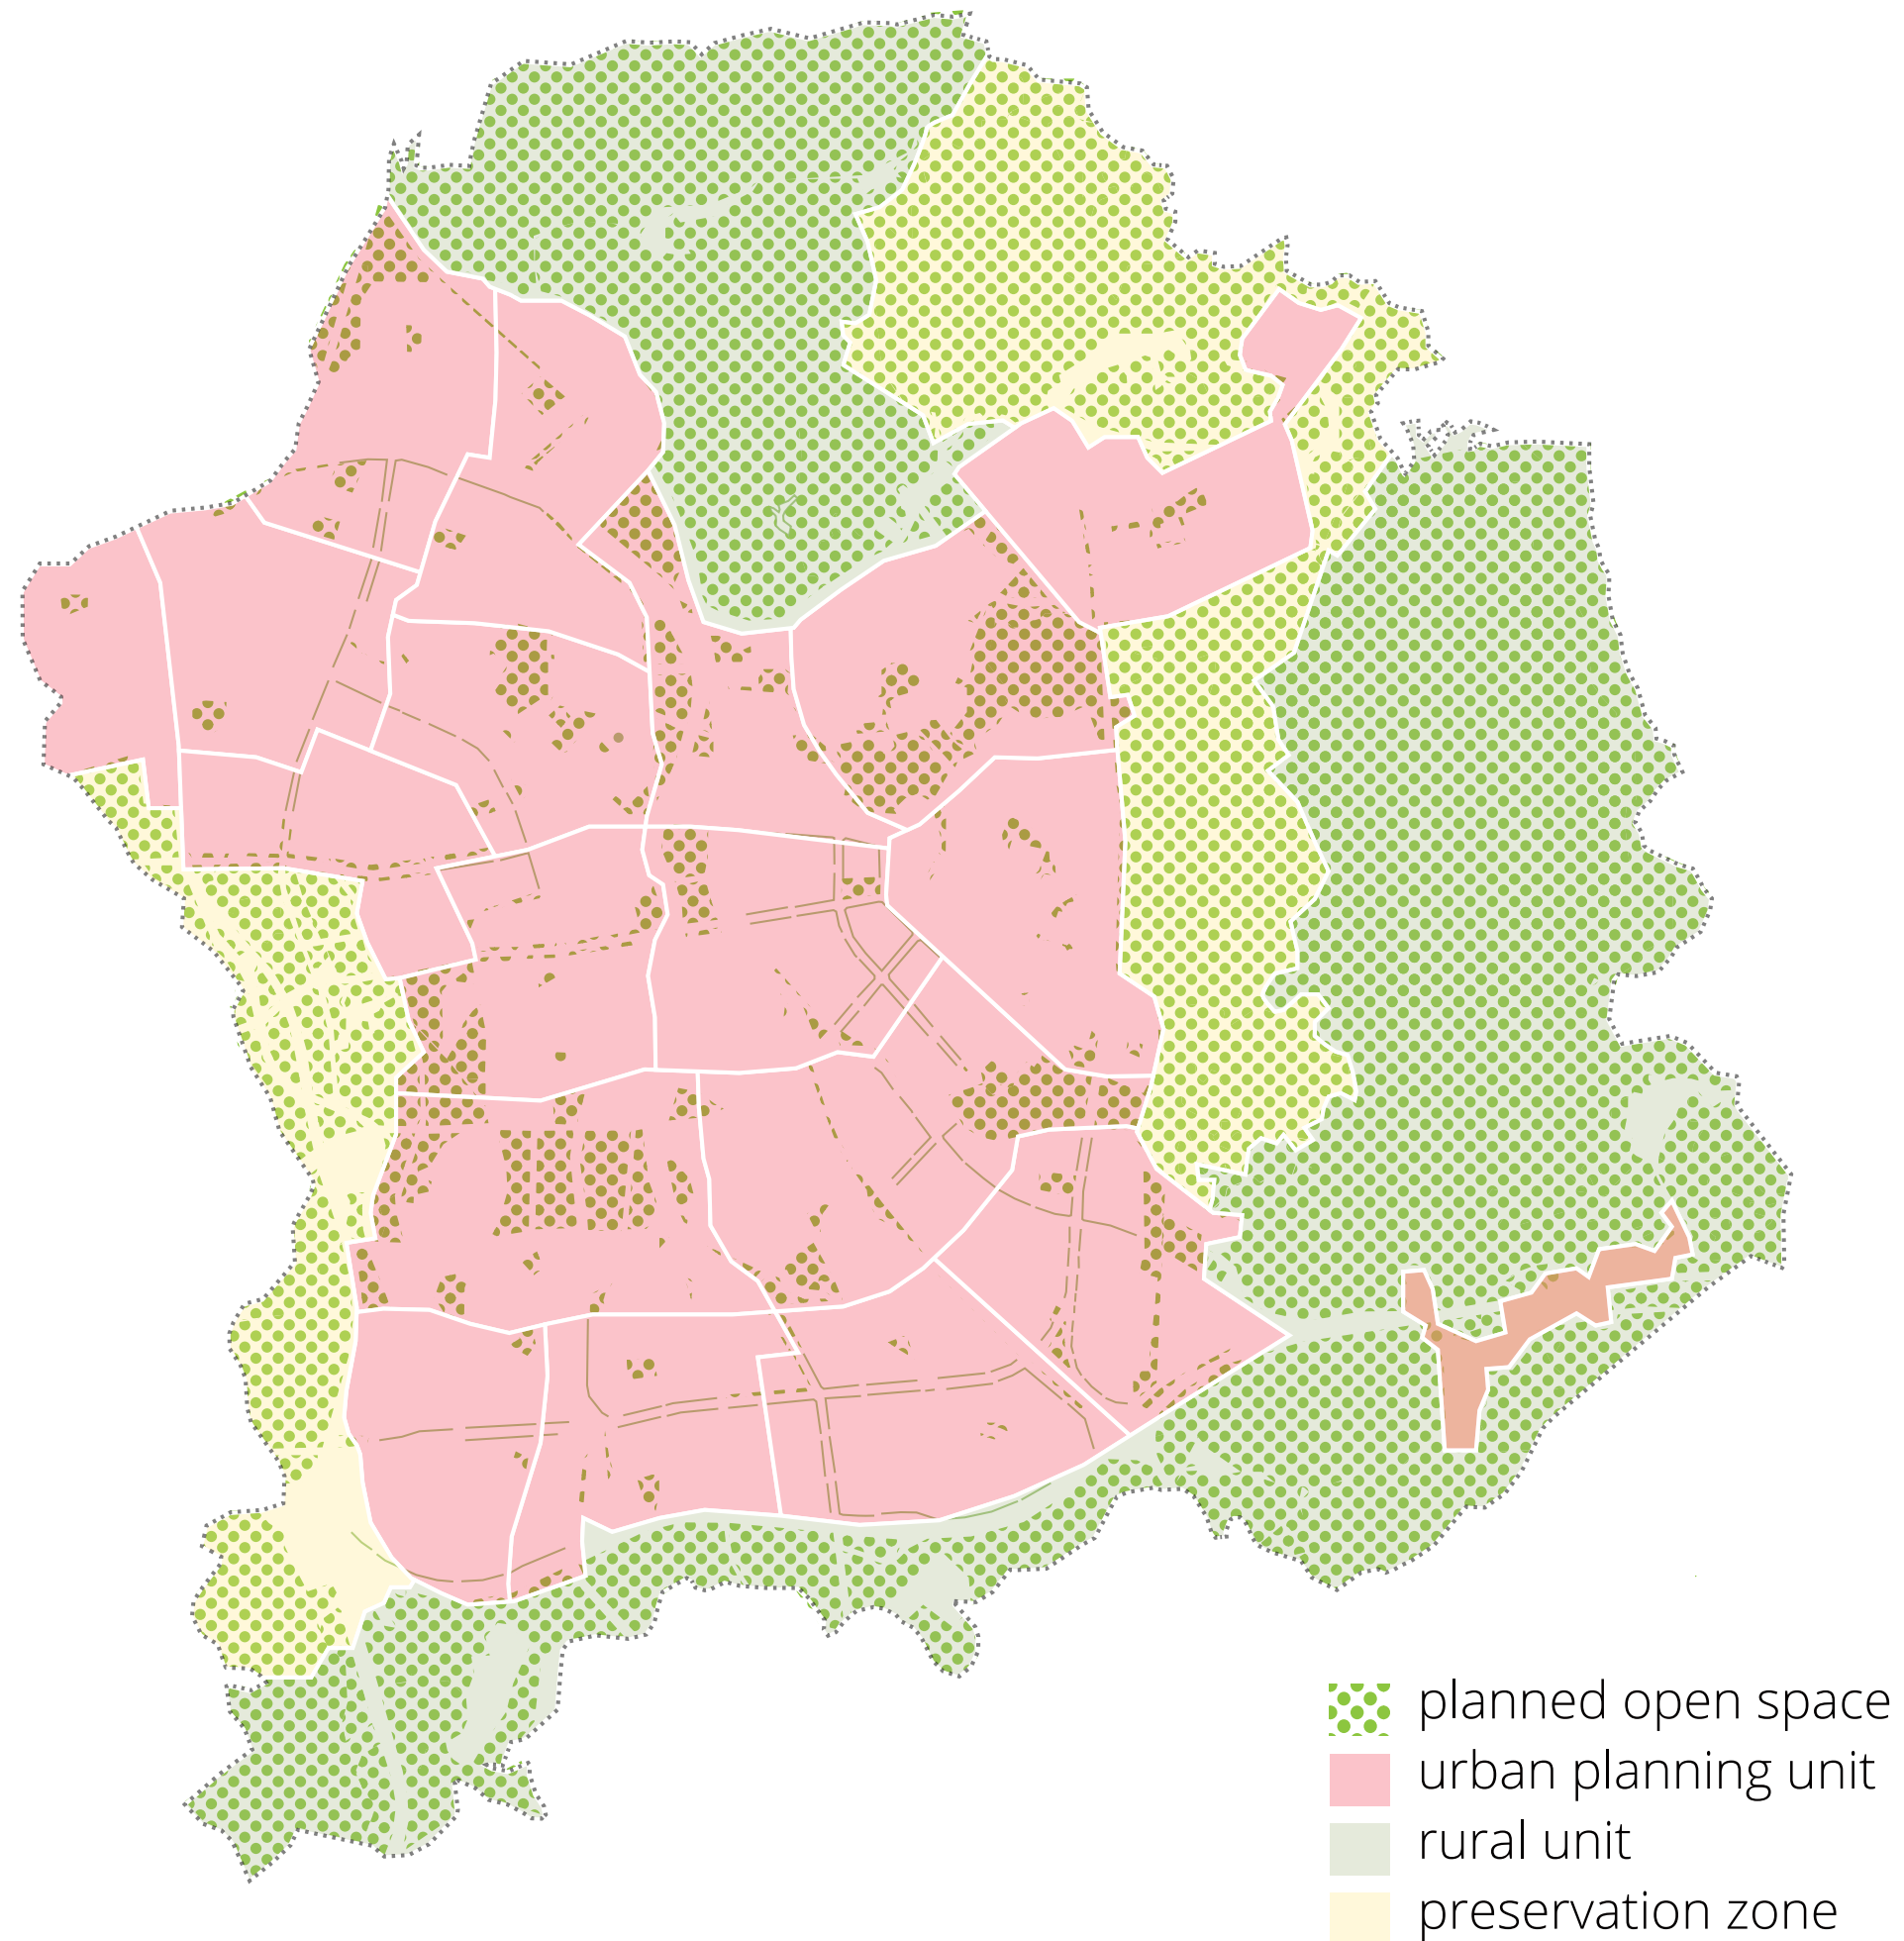 planned open space
urban planning unit
rural unit
preservation zone